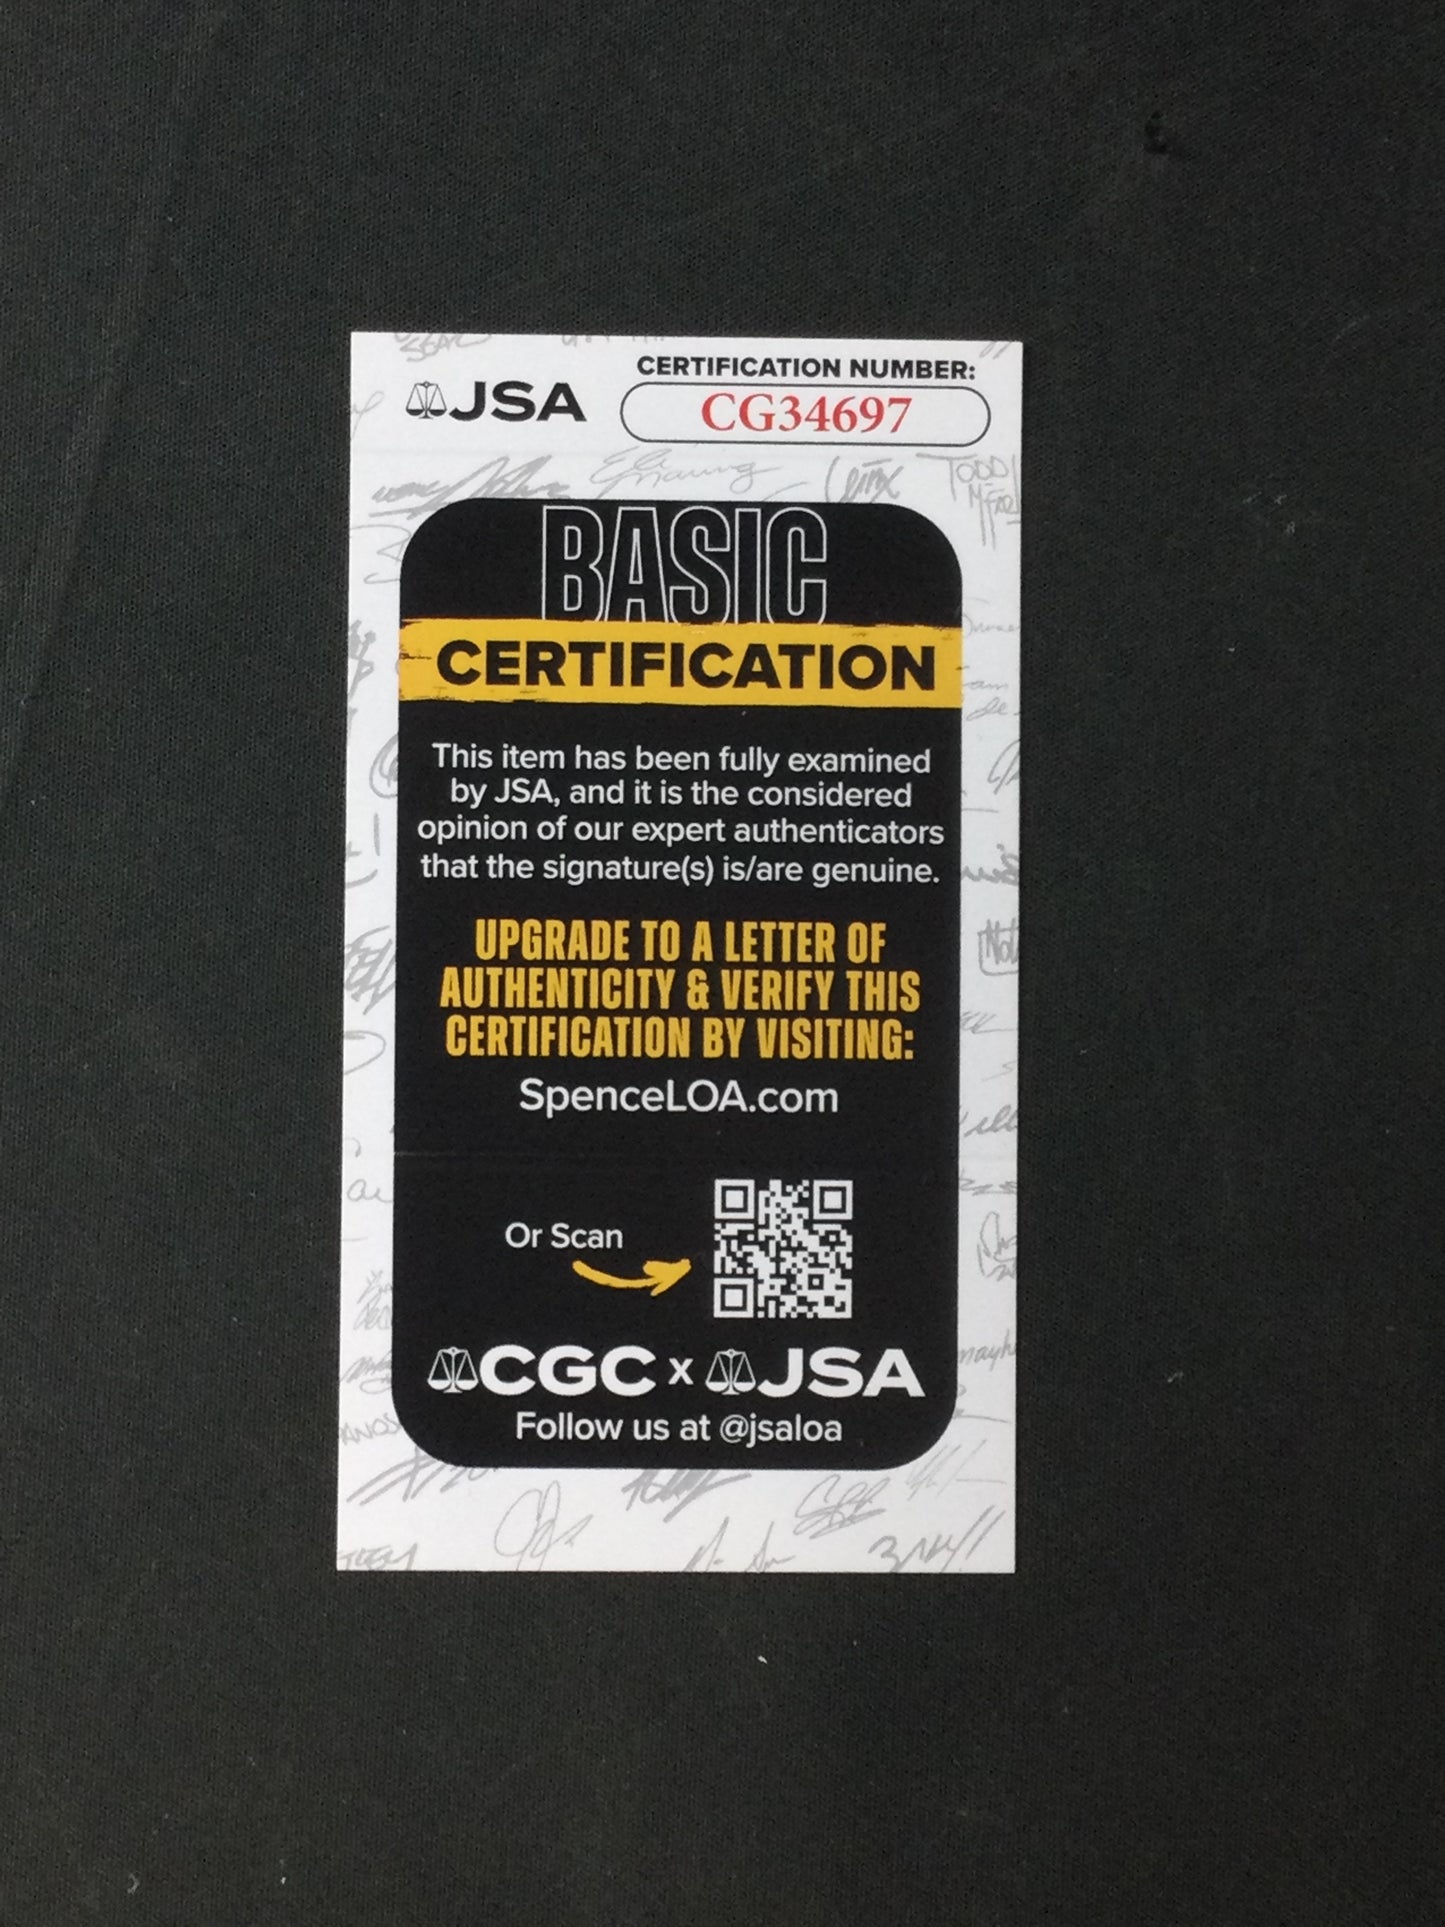 JSA
CERTIFICATION NUMBER:
CG34697
BASIC
CERTIFICATION
This item has been fully examined
by JSA, and it is the considered
opinion of our expert authenticators
that the signature(s) is/are genuine.
UPGRADE TO A LETTER OF
AUTHENTICITY & VERIFY THIS
CERTIFICATION BY VISITING:
SpenceLOA.com
Or Scan
CGC x JSA
Follow us at @jsaloa